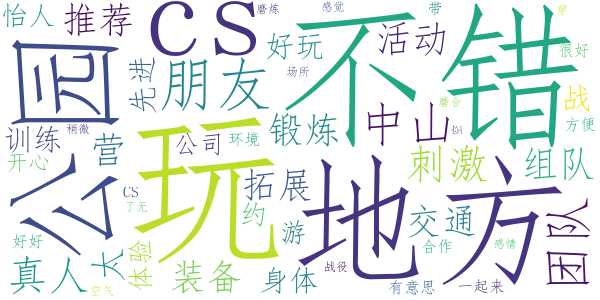 怡人
推荐
CS
磨炼
感觉
带
穿
不错
好玩
活动
很好
公园
先进
朋友
场所
磨合
战
训练
稍微
锻炼
中山
方便
开心
营
公司
环境
玩
刺激
组队
CS
拓展
地方
了无
约
交通
团队
好好
游
合作
感情
真人
大
体验
装备
身体
战役
有意思
一起来
空气